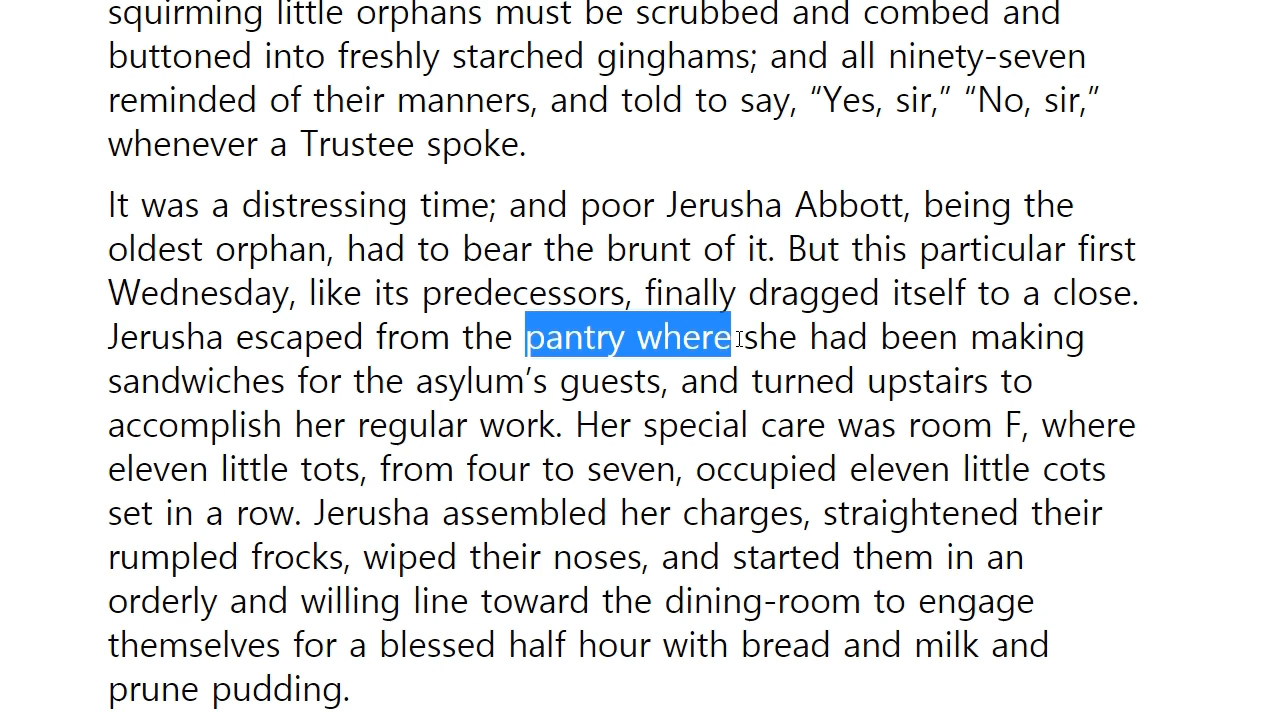 squirming little orphans must be scrubbed and combed and
buttoned into freshly starched ginghams; and all ninety-seven
reminded of their manners, and told to say, “Yes, sir,” “No, sir,”
whenever a Trustee spoke.
It was a distressing time; and poor Jerusha Abbott, being the
oldest orphan, had to bear the brunt of it. But this particular first
Wednesday, like its predecessors, finally dragged itself to a close.
Jerusha escaped from the pantry where she had been making
sandwiches for the asylum’s guests, and turned upstairs to
accomplish her regular work. Her special care was room F, where
eleven little tots, from four to seven, occupied eleven little cots
set in a row. Jerusha assembled her charges, straightened their
rumpled frocks, wiped their noses, and started them in an
orderly and willing line toward the dining-room to engage
themselves for a blessed half hour with bread and milk and
prune pudding.